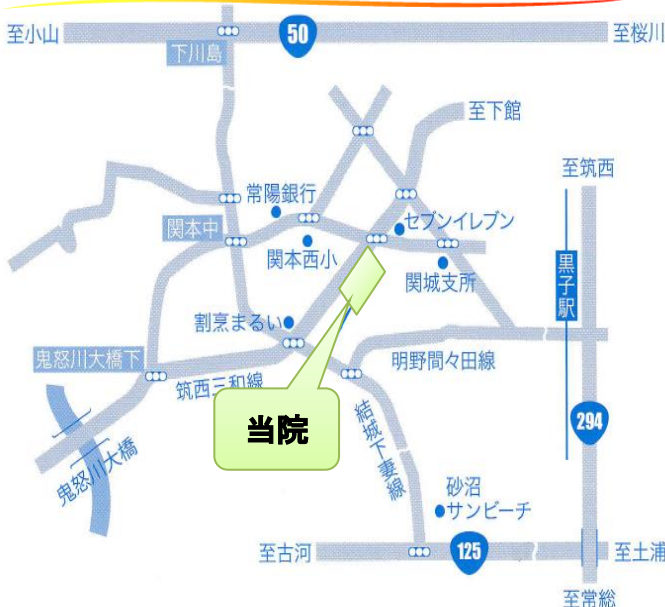 至小山
50
至桜川
下川島
至下館
至筑西
常陽銀行
関本中
セブンイレブン
関本西小
関城支所
黒子駅
割烹まるい
鬼怒川大橋下
筑西三和線
明野間々田線
当院
294
結城下妻線
鬼怒川大橋
砂沼
サンビーチ
至古河
125
至土浦
至常総